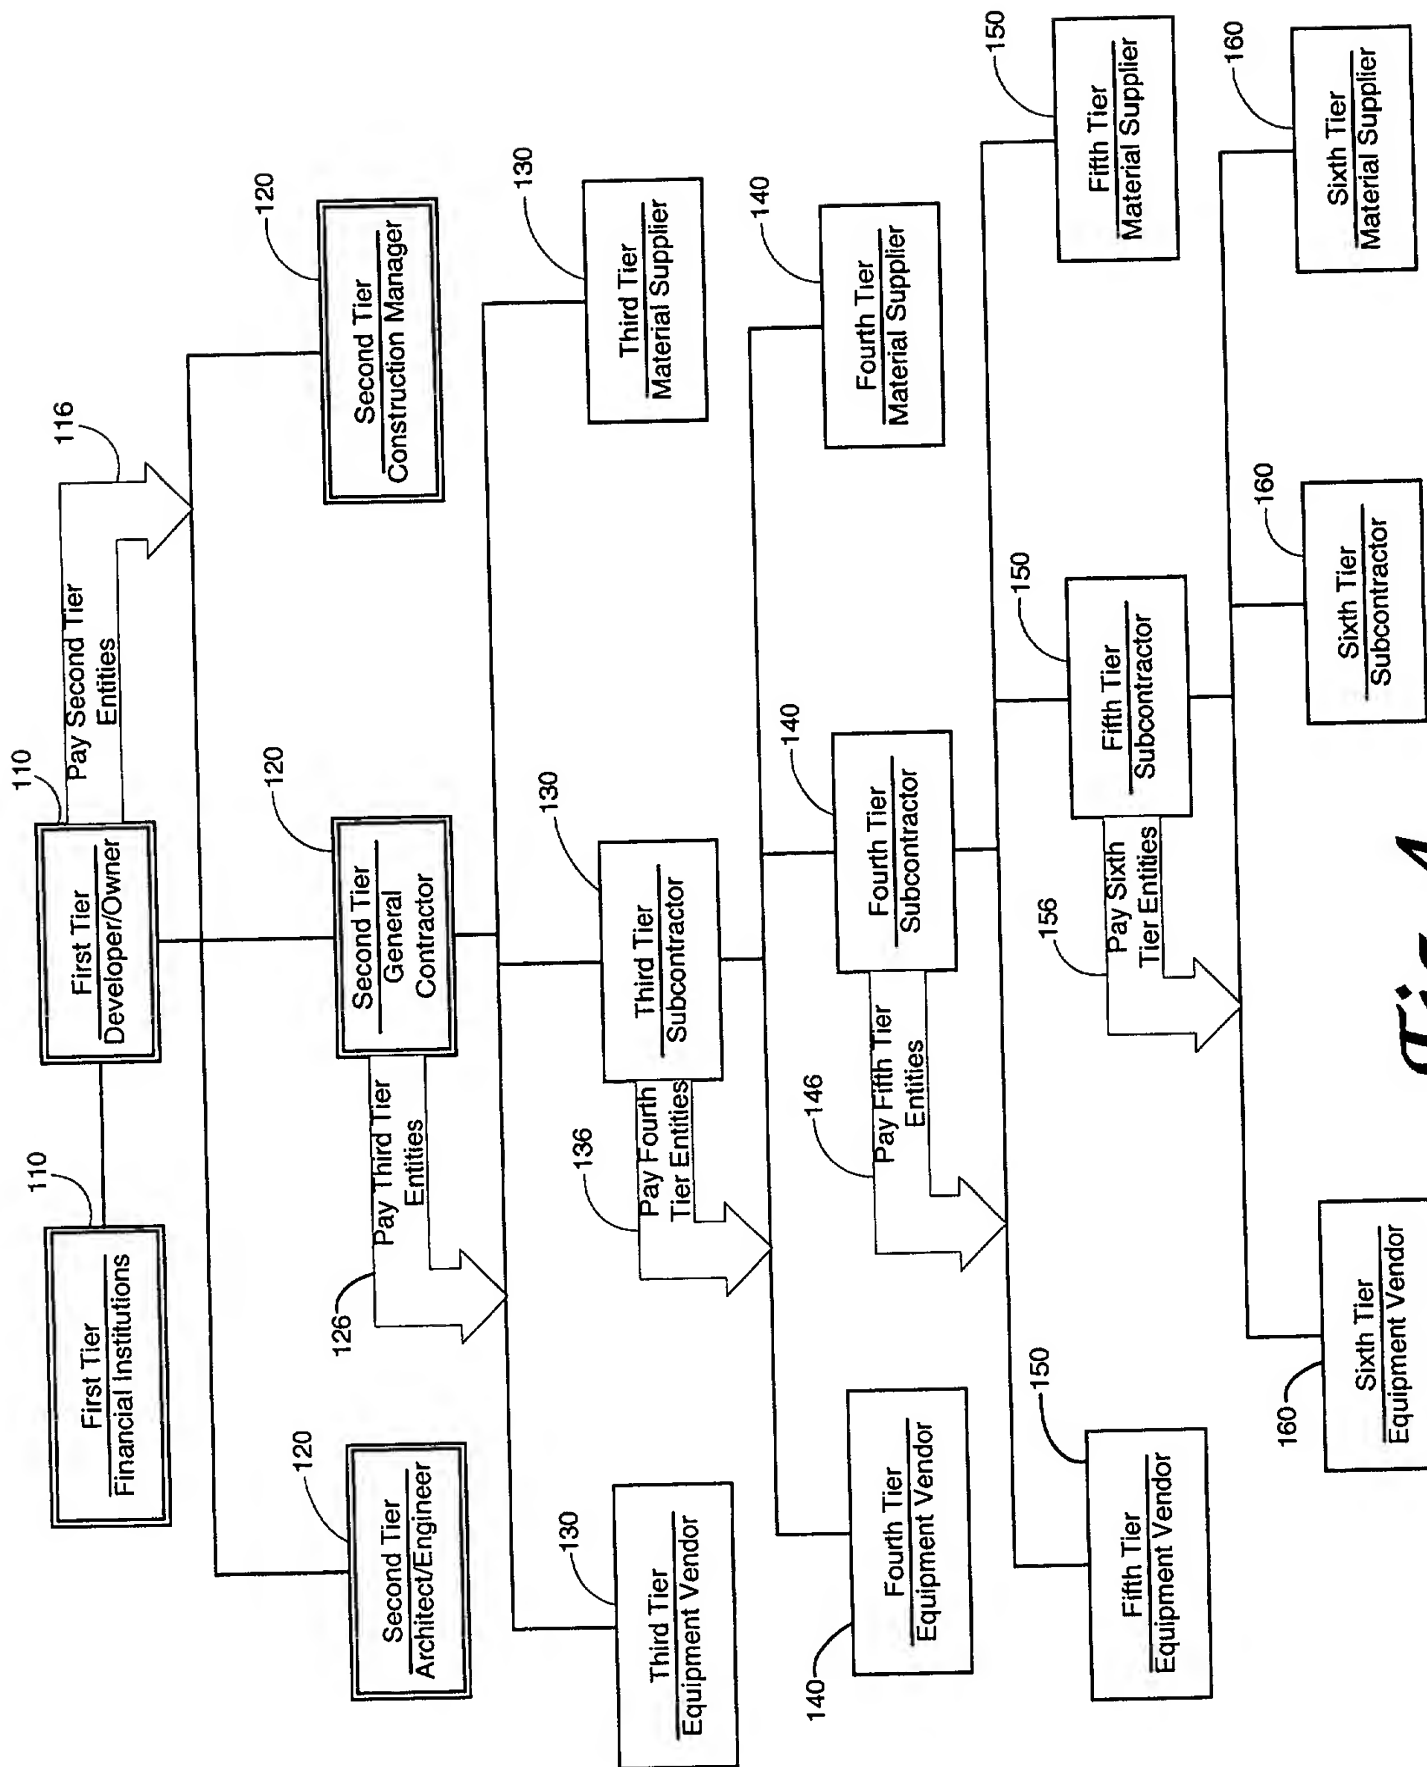 110
First Tier
Financial Institutions
110
First Tier
Developer/Owner
Pay Second Tier
Entities
116
120
Second Tier
Architect/Engineer
120
Second Tier
General
Contractor
120
Second Tier
Construction Manager
126
Pay Third Tier
Entities
130
Third Tier
Equipment Vendor
130
Third Tier
Subcontractor
130
Third Tier
Material Supplier
136
Pay Fourth
Tier Entities
140
Fourth Tier
Equipment Vendor
140
Fourth Tier
Subcontractor
140
Fourth Tier
Material Supplier
146
Pay Fifth Tier
Entities
150
Fifth Tier
Equipment Vendor
150
Fifth Tier
Subcontractor
150
Fifth Tier
Material Supplier
156
Pay Sixth
Tier Entities
160
Sixth Tier
Equipment Vendor
160
Sixth Tier
Subcontractor
160
Sixth Tier
Material Supplier